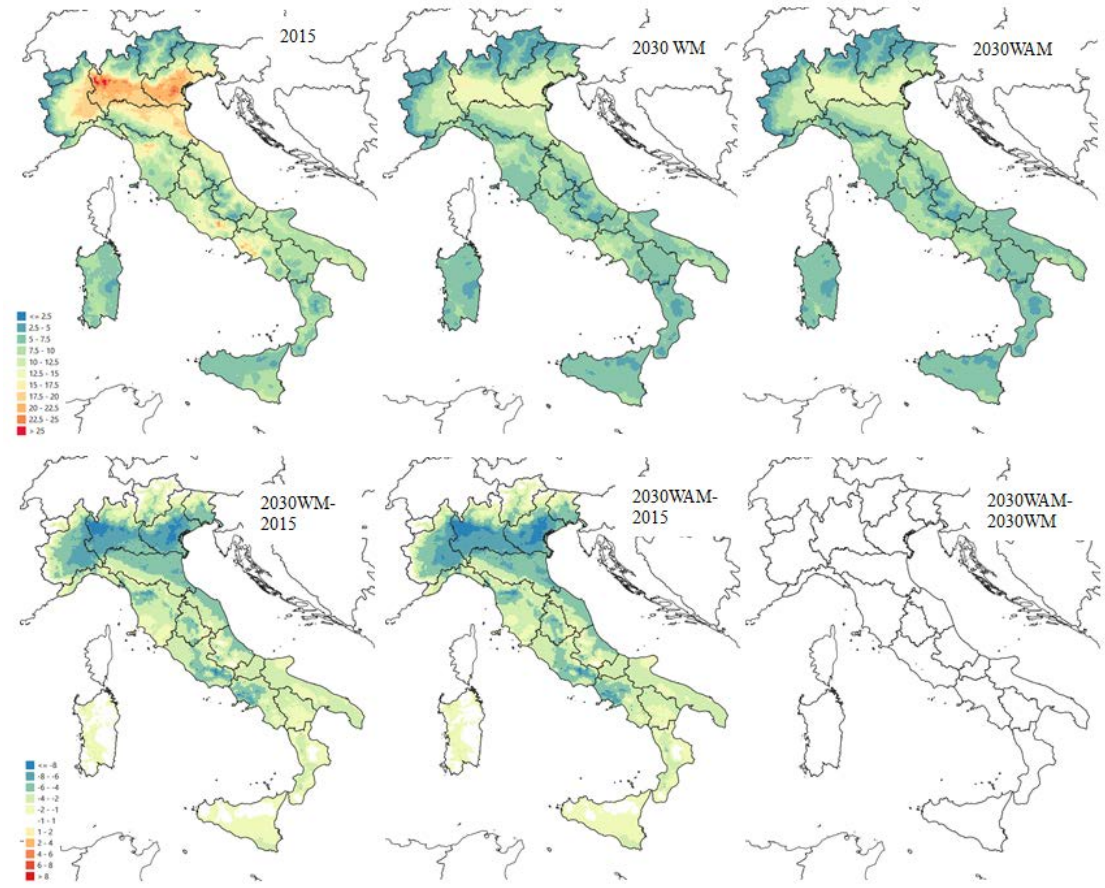 2015
2030 WM
2030WAM
<= 2.5
2.5 - 5
5 - 7.5
7.5 - 10
10 - 12.5
12.5 - 15
15 - 17.5
17.5 - 20
20 - 22.5
22.5 - 25
> 25
2030WM-
2015
2030WAM-
2015
2030WAM-
2030WM
<= -8
-8 - -6
-6 - -4
-4 - -2
-2 - -1
-1 - 1
1 - 2
2 - 4
4 - 6
6 - 8
> 8